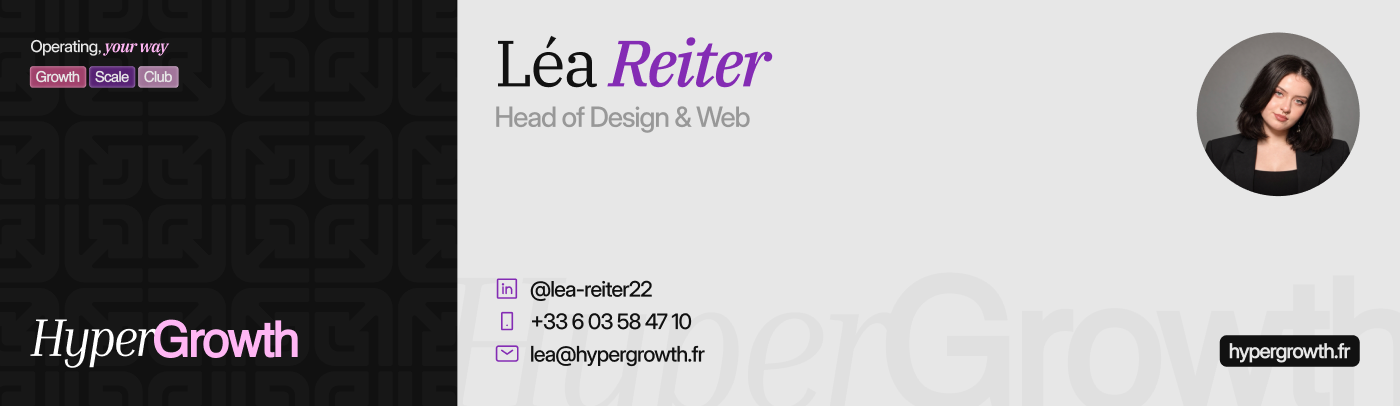 Operating, your way
Growth Scale Club
HyperGrowth
Léa Reiter
Head of Design & Web
@lea-reiter22
+33 6 03 58 47 10
lea@hypergrowth.fr
HyperGrowth
hypergrowth.fr